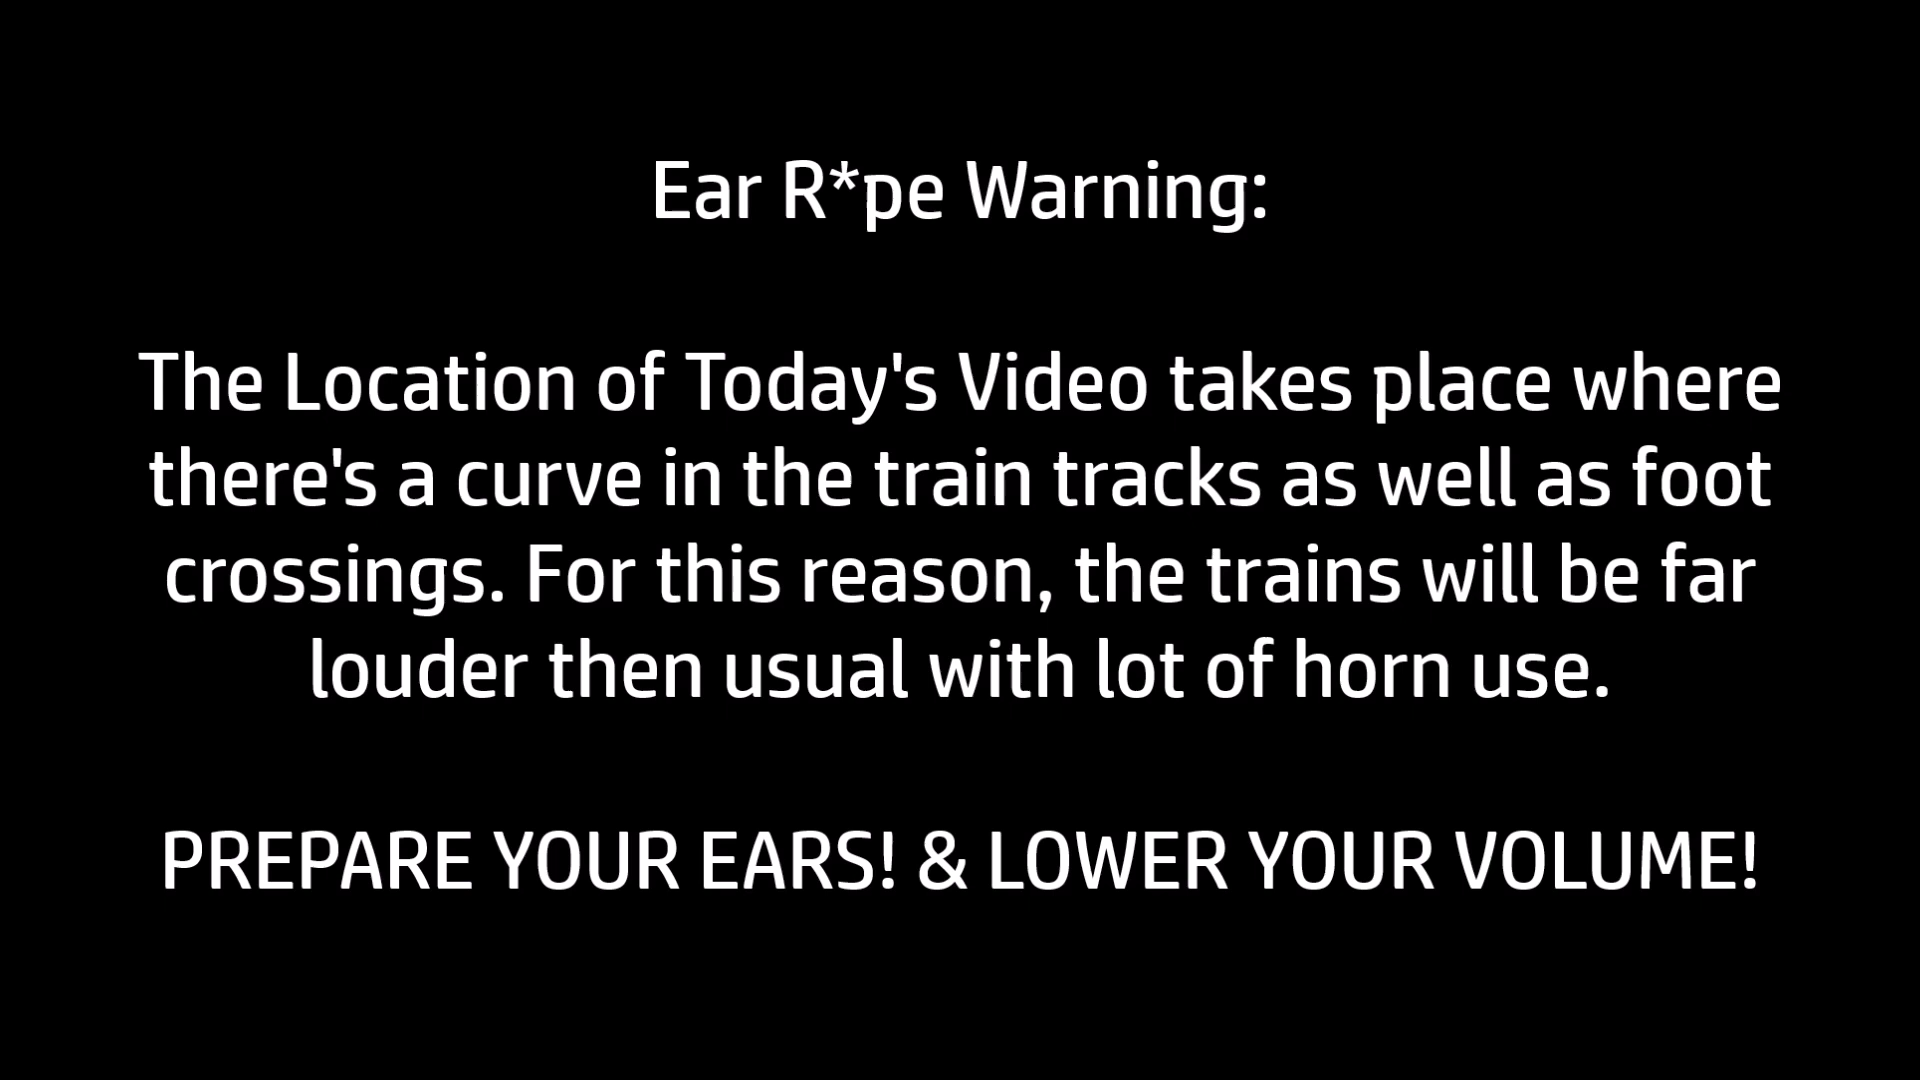 Ear R*pe Warning:
The Location of Today's Video takes place where
there's a curve in the train tracks as well as foot
crossings. For this reason, the trains will be far
louder then usual with lot of horn use.
PREPARE YOUR EARS! & LOWER YOUR VOLUME!